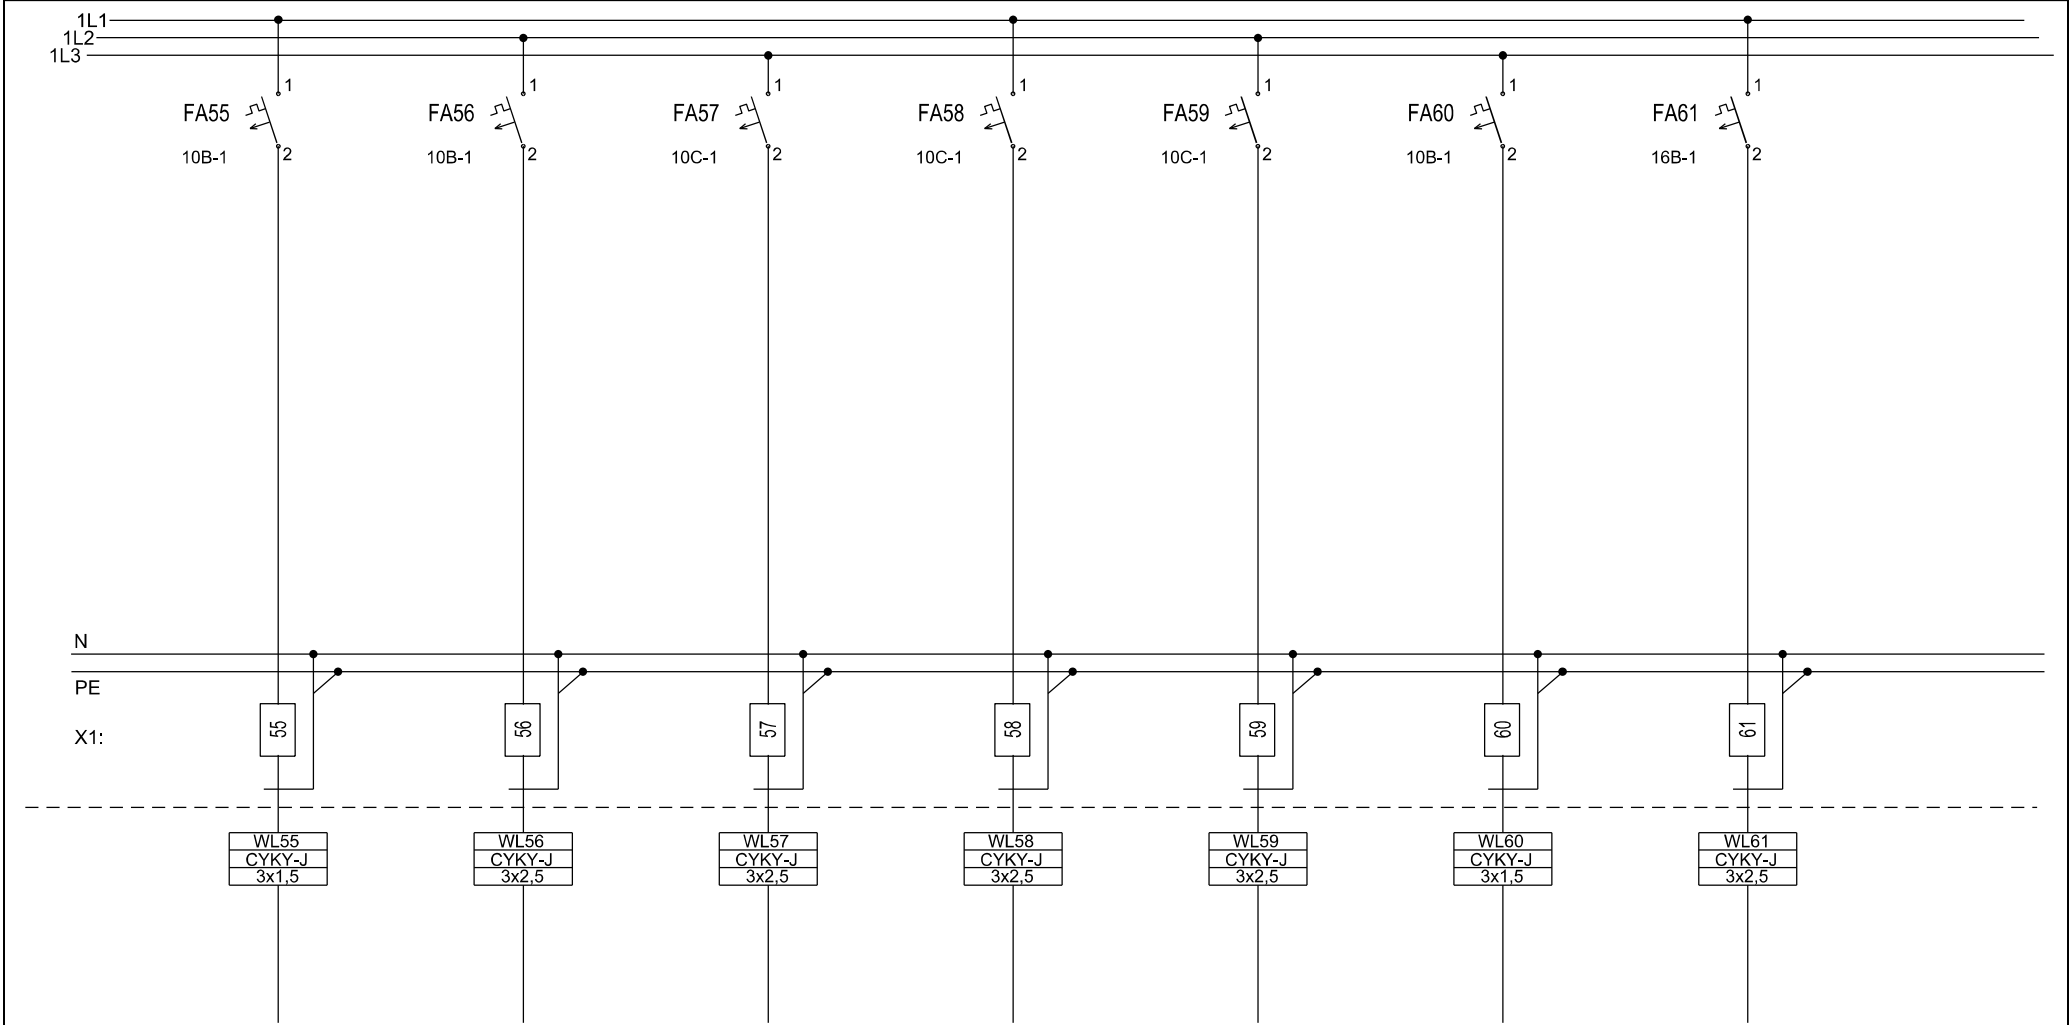 1L1
1L2
1L3
1 1 1 1 1 1 1
FA55 FA56 FA57 FA58 FA59 FA60 FA61
10B-1 2 10B-1 2 10C-1 2 10C-1 2 10C-1 2 10B-1 2 16B-1 2
N
PE
X1: 55 56 57 58 59 60 61
WL55 WL56 WL57 WL58 WL59 WL60 WL61
CYKY-J CYKY-J CYKY-J CYKY-J CYKY-J CYKY-J CYKY-J
3x1,5 3x2,5 3x2,5 3x2,5 3x2,5 3x1,5 3x2,5